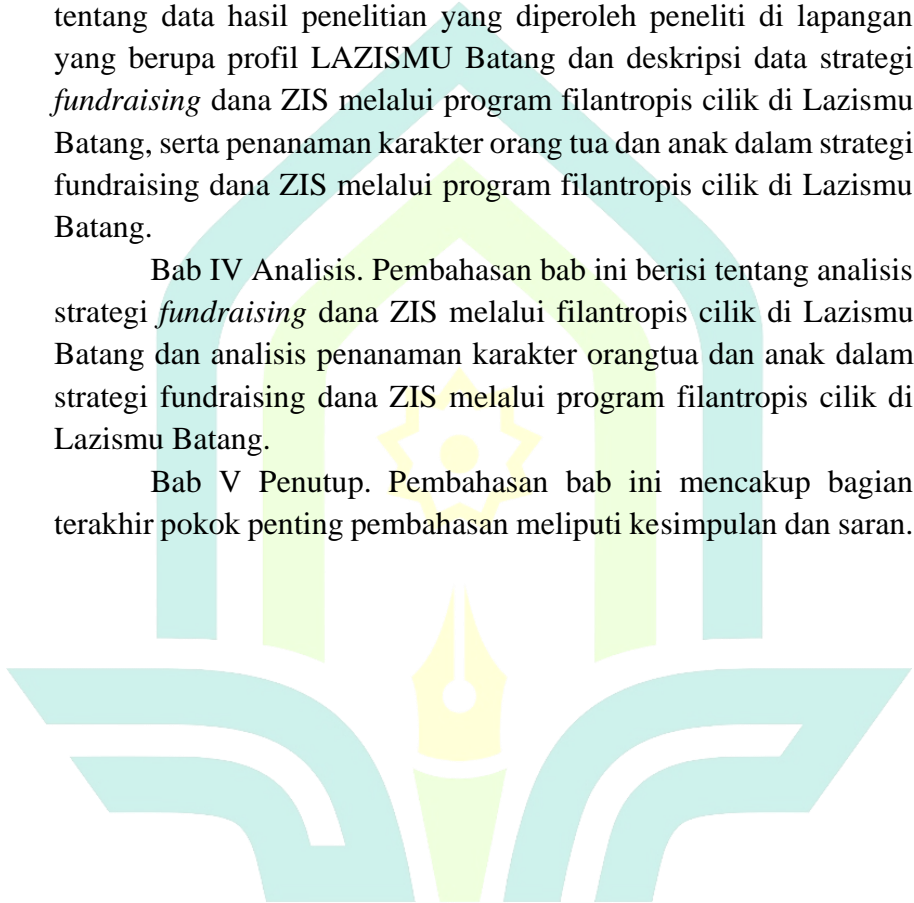 tentang data hasil penelitian yang diperoleh peneliti di lapangan
yang berupa profil LAZISMU Batang dan deskripsi data strategi
fundraising dana ZIS melalui program filantropis cilik di Lazismu
Batang, serta penanaman karakter orang tua dan anak dalam strategi
fundraising dana ZIS melalui program filantropis cilik di Lazismu
Batang.
Bab IV Analisis. Pembahasan bab ini berisi tentang analisis
strategi fundraising dana ZIS melalui filantropis cilik di Lazismu
Batang dan analisis penanaman karakter orangtua dan anak dalam
strategi fundraising dana ZIS melalui program filantropis cilik di
Lazismu Batang.
Bab V Penutup. Pembahasan bab ini mencakup bagian
terakhir pokok penting pembahasan meliputi kesimpulan dan saran.